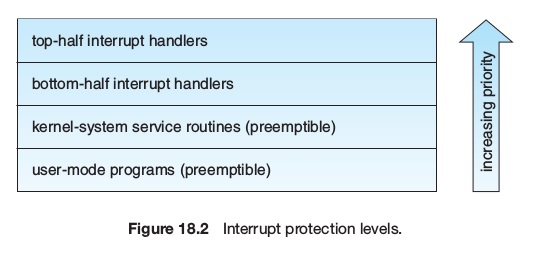 top-half interrupt handlers
bottom-half interrupt handlers
kernel-system service routines (preemptible)
user-mode programs (preemptible)
increasing priority
Figure 18.2 Interrupt protection levels.